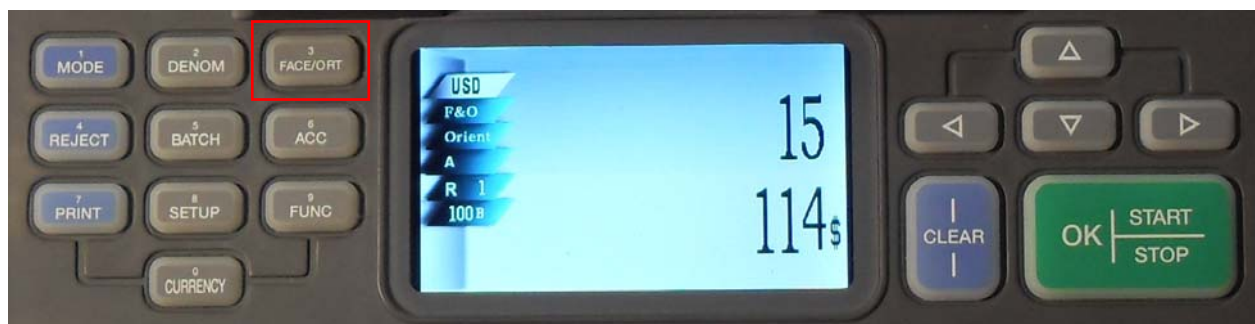 1
MODE
2
DENOM
3
FACE/ORT
4
REJECT
5
BATCH
6
ACC
7
PRINT
8
SETUP
9
FUNC
0
CURRENCY
USD
F&O
Orient
A
R 1
100 B
15
114$
CLEAR
OK START
STOP